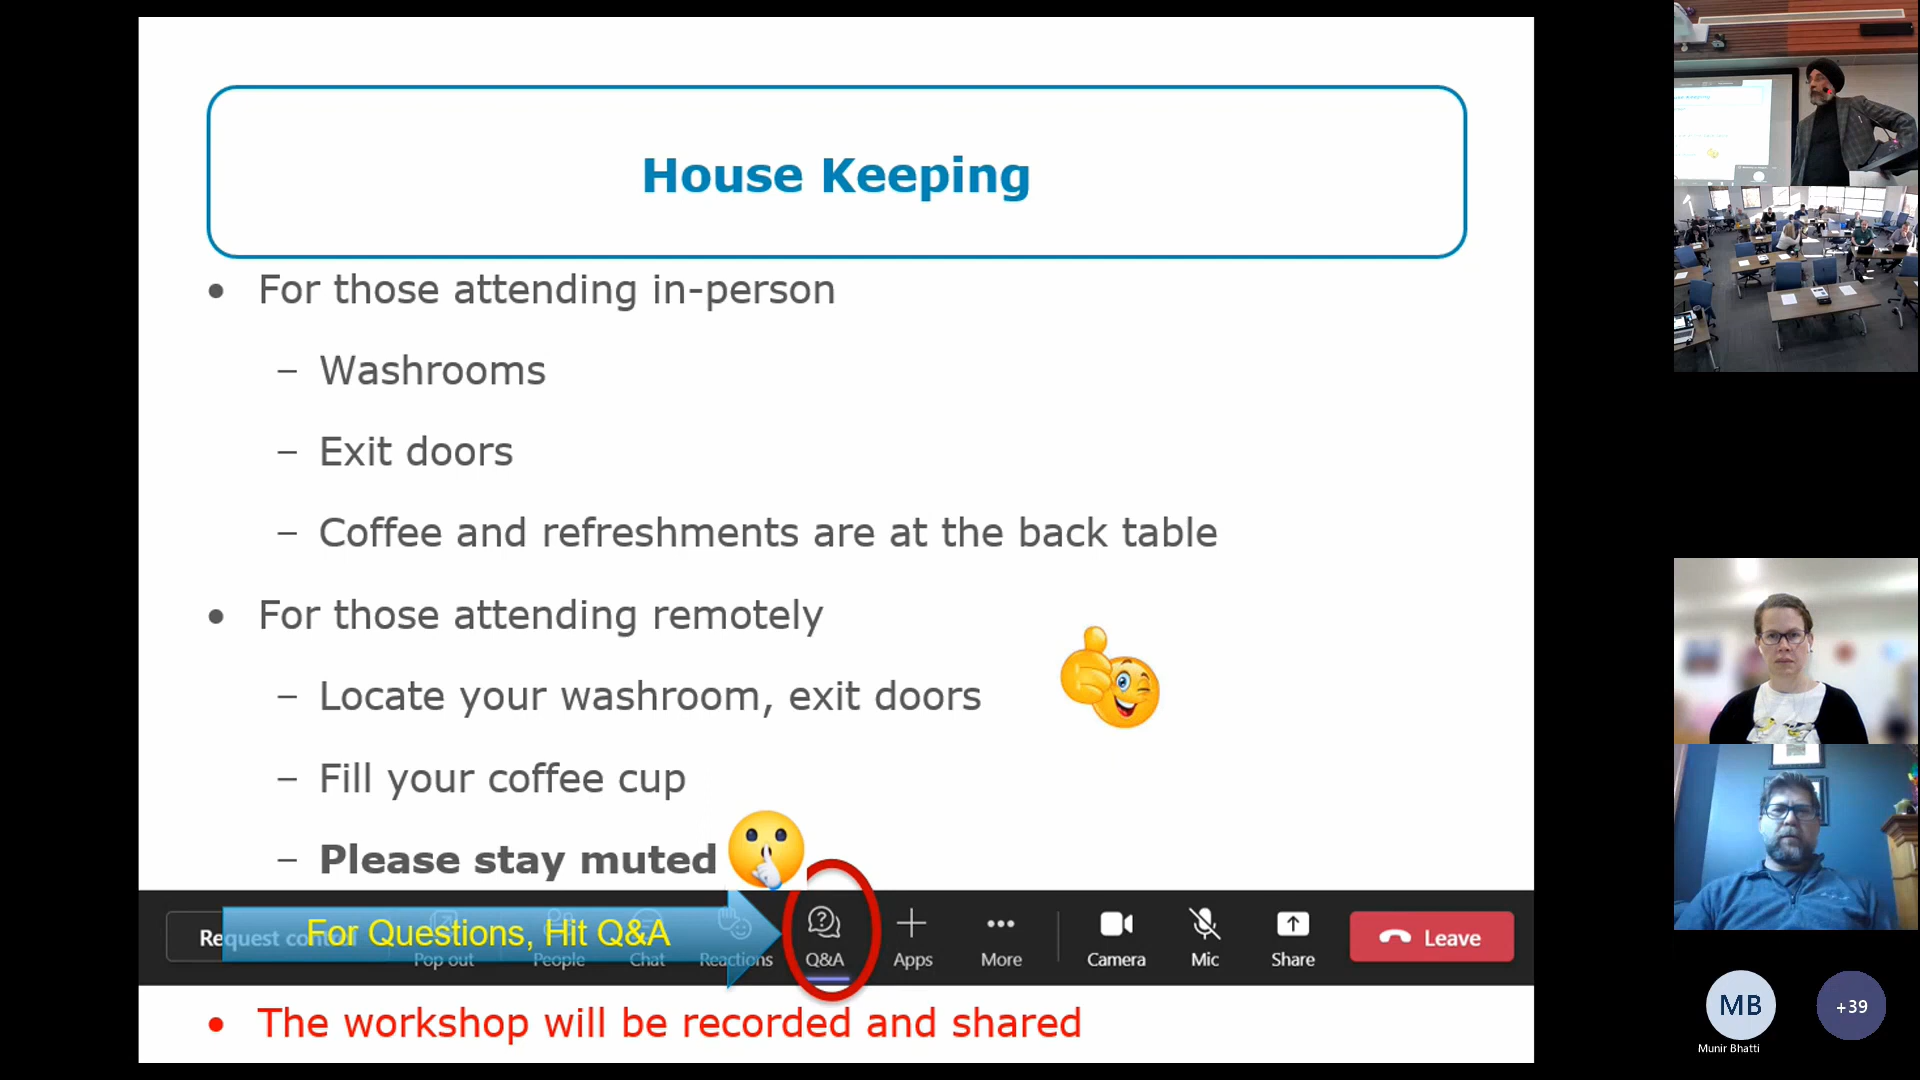 House Keeping
• For those attending in-person
– Washrooms
– Exit doors
– Coffee and refreshments are at the back table
• For those attending remotely
– Locate your washroom, exit doors
– Fill your coffee cup
– Please stay muted
For Questions, Hit Q&A
Request control
Pop out
People
Chat
Reactions
Q&A
Apps
More
Camera
Mic
Share
Leave
• The workshop will be recorded and shared
MB
+39
Munir Bhatti